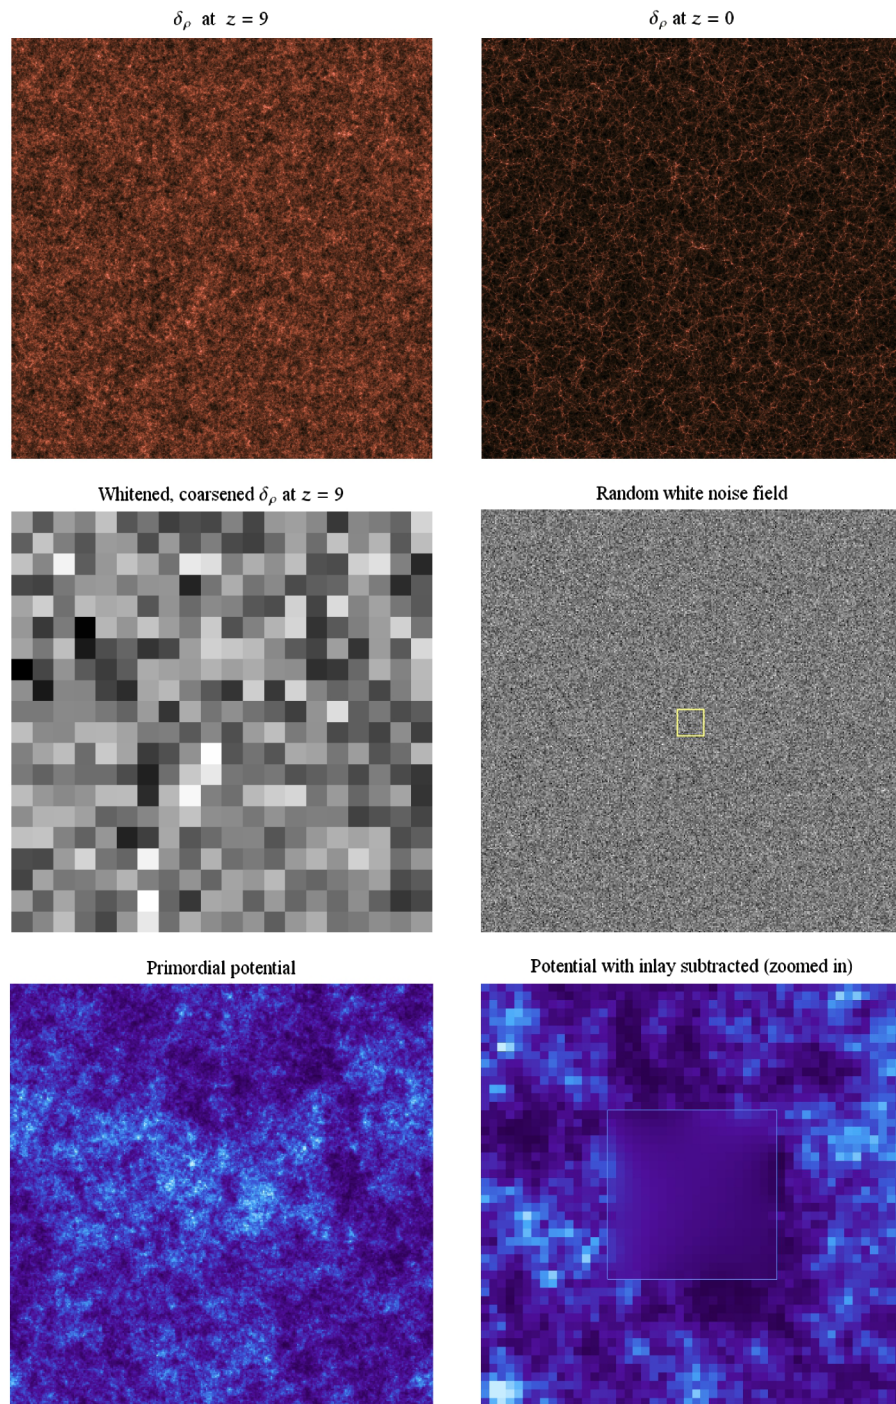 δρ at z = 9
δρ at z = 0
Whitened, coarsened δρ at z = 9
Random white noise field
Primordial potential
Potential with inlay subtracted (zoomed in)